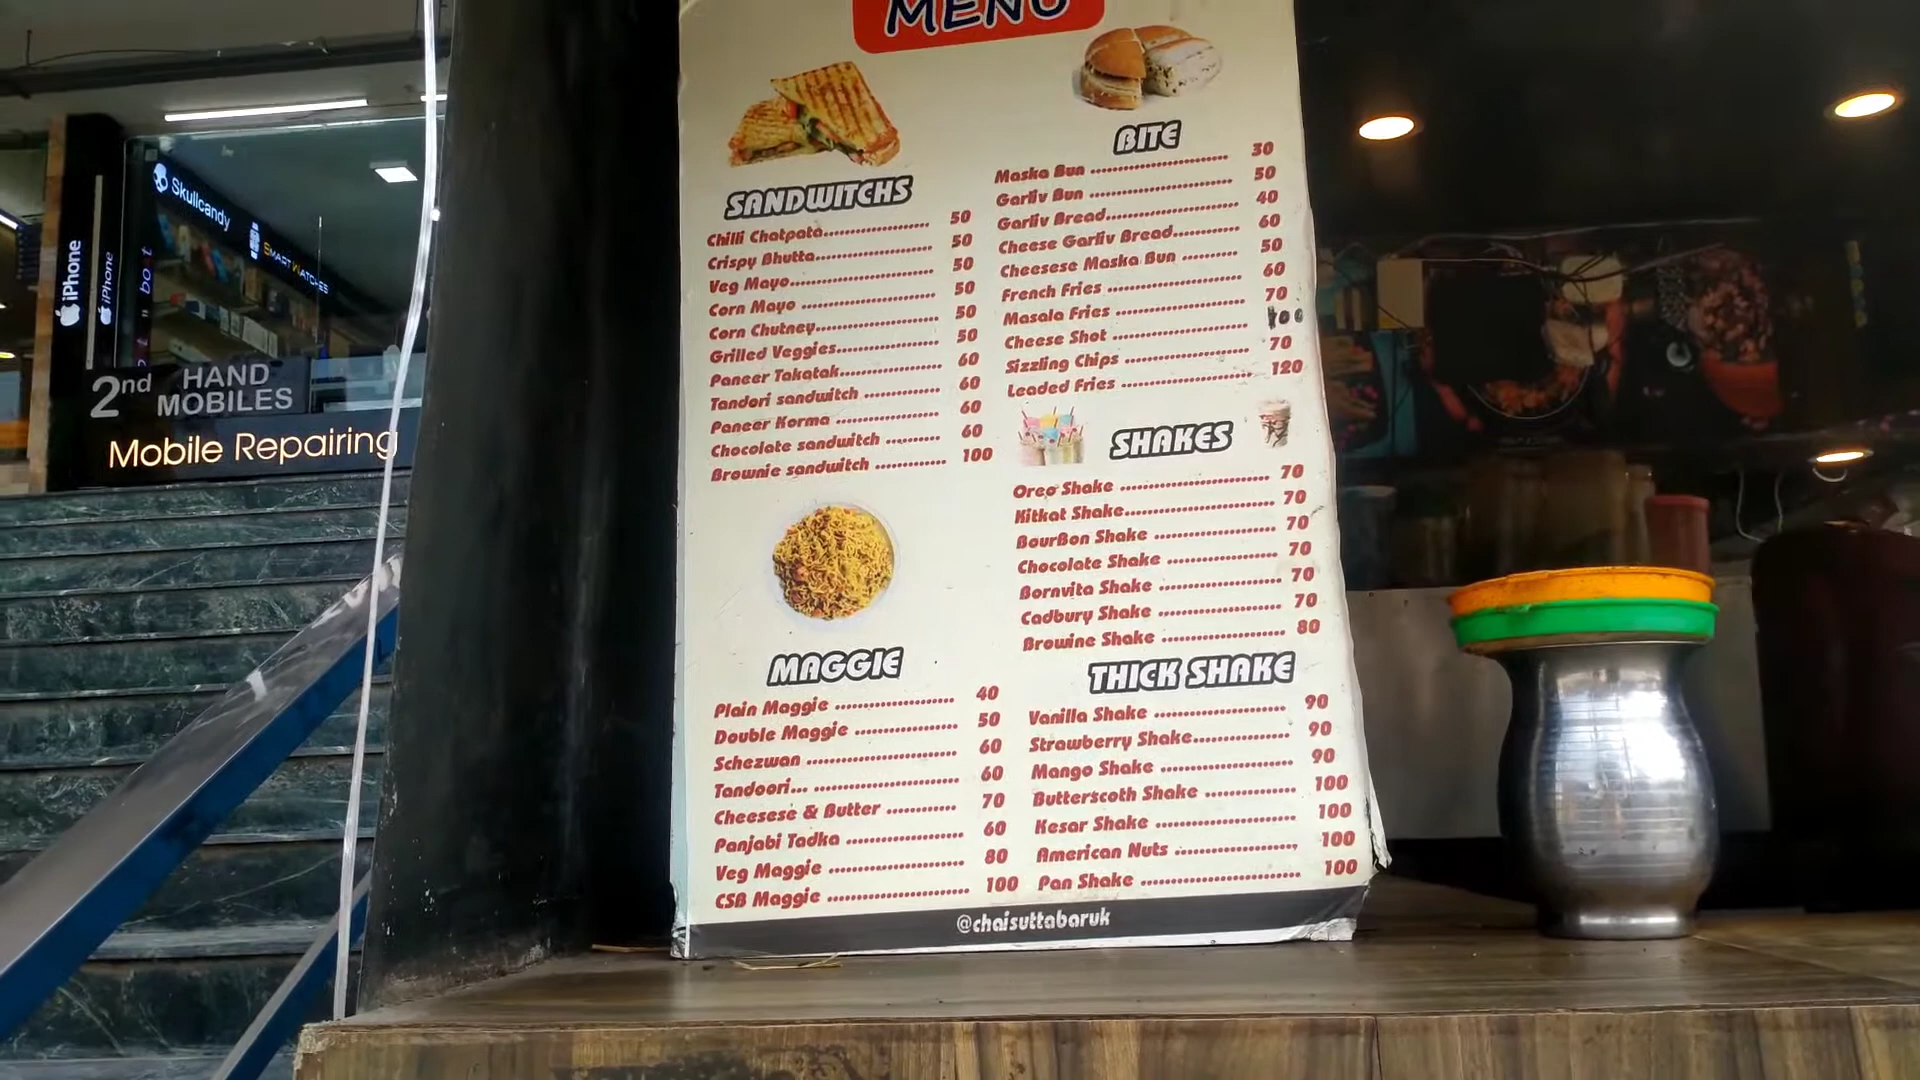 MENU
SANDWITCHS
Chilli Chatpata 50
Crispy Bhutta 50
Veg Mayo 50
Corn Mayo 50
Corn Chutney 50
Grilled Veggies 50
Paneer Takatak 60
Tandori sandwitch 60
Paneer Korma 60
Chocolate sandwitch 60
Brownie sandwitch 100
MAGGIE
Plain Maggie 40
Double Maggie 50
Schezwan 60
Tandoori... 60
Cheesese & Butter 70
Panjabi Tadka 60
Veg Maggie 80
CSB Maggie 100
BITE
Maska Bun 30
Garliv Bun 50
Garliv Bread 40
Cheese Garliv Bread 60
Cheesese Maska Bun 50
French Fries 60
Masala Fries 70
Cheese Shot 100
Sizzling Chips 70
Leaded Fries 120
SHAKES
Oreo Shake 70
Kitkat Shake 70
BourBon Shake 70
Chocolate Shake 70
Bornvita Shake 70
Cadbury Shake 70
Browine Shake 80
THICK SHAKE
Vanilla Shake 90
Strawberry Shake 90
Mango Shake 90
Butterscoth Shake 100
Kesar Shake 100
American Nuts 100
Pan Shake 100
@chaisuttabaruk
Skullcandy
SMART WATCHES
iPhone
iPhone
2nd HAND
MOBILES
Mobile Repairing